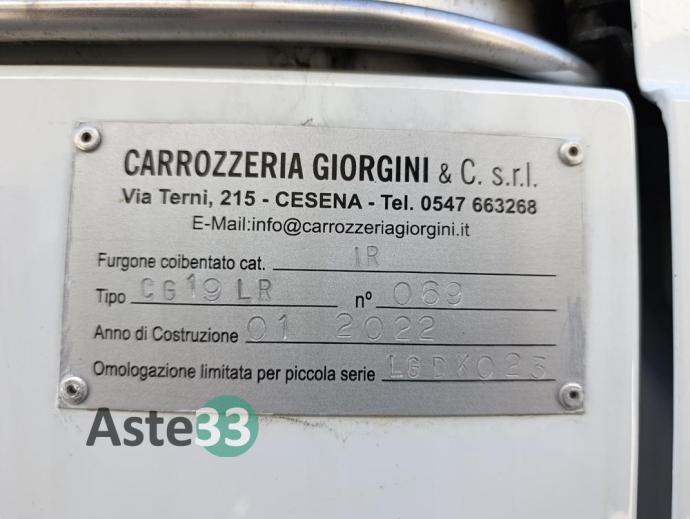 CARROZZERIA GIORGINI & C. s.r.l.
Via Terni, 215 - CESENA - Tel. 0547 663268
E-Mail:info@carrozzeriagiorgini.it
Furgone coibentato cat. IR
Tipo CG19LR n° 069
Anno di Costruzione 01 2022
Omologazione limitata per piccola serie LGDX023
Aste33